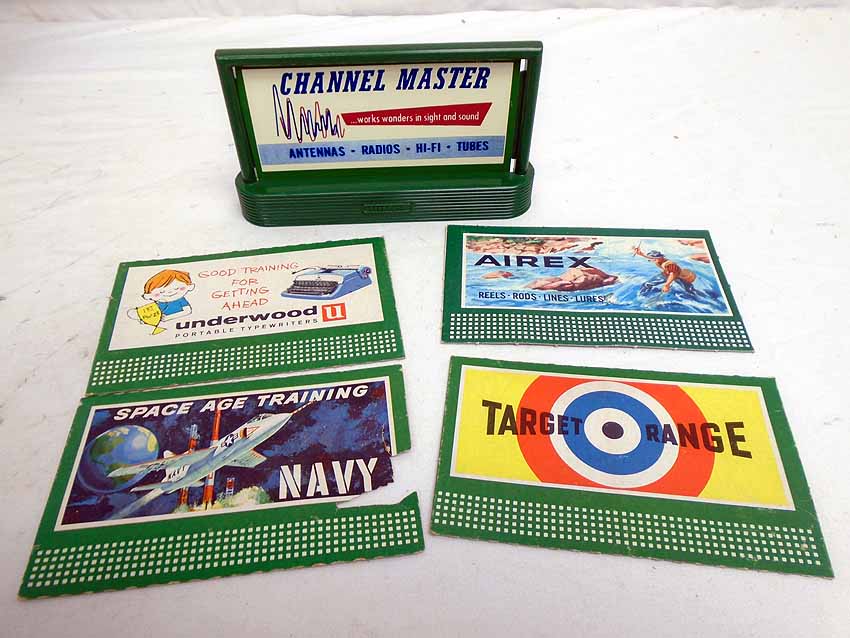 CHANNEL MASTER
...works wonders in sight and sound
ANTENNAS · RADIOS · HI-FI · TUBES
GOOD TRAINING
FOR
GETTING
AHEAD
underwood U
PORTABLE TYPEWRITERS
AIREX
REELS · RODS · LINES · LURES
SPACE AGE TRAINING
NAVY
TARGET RANGE